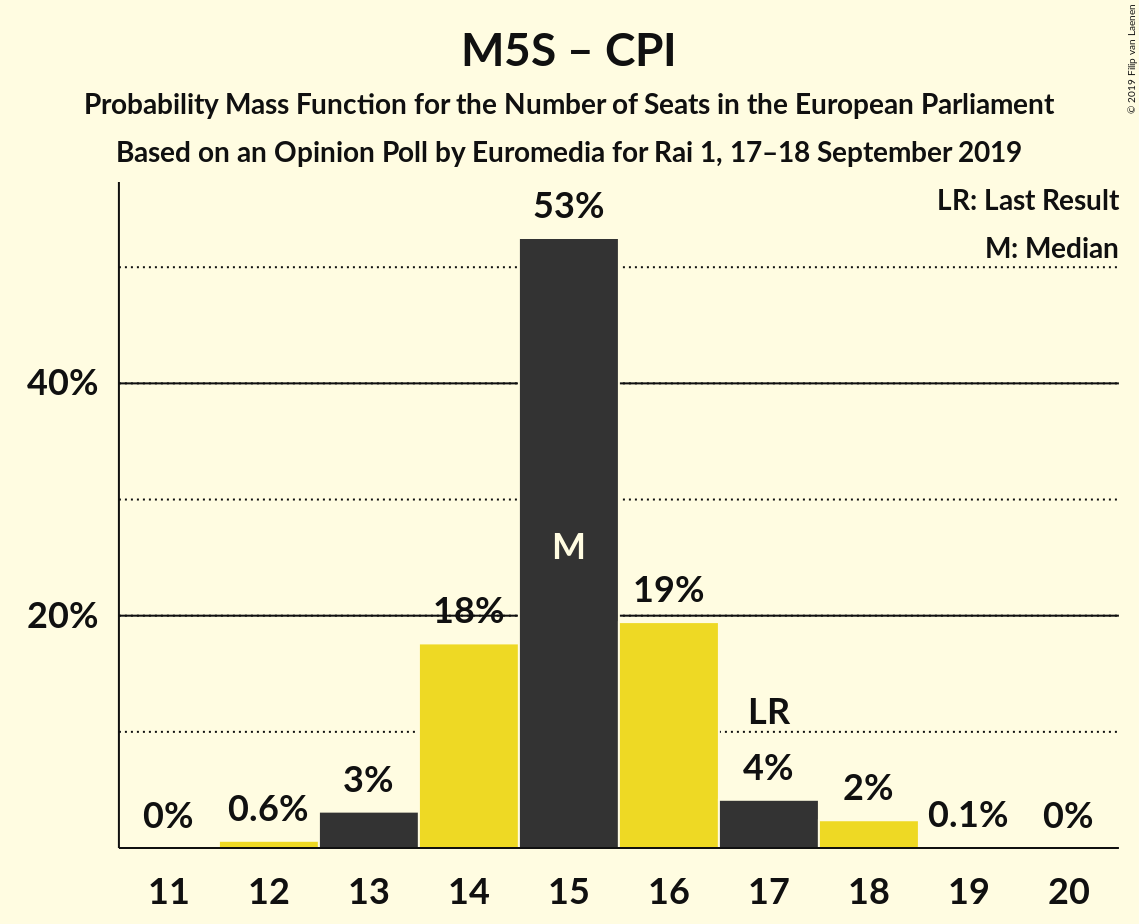 M5S – CPI
Probability Mass Function for the Number of Seats in the European Parliament
Based on an Opinion Poll by Euromedia for Rai 1, 17–18 September 2019
© 2019 Filip van Laenen
LR: Last Result
M: Median
53%
40%
M
19%
18%
20%
LR
4%
3%
2%
0.6%
0%
0.1%
0%
11 12 13 14 15 16 17 18 19 20